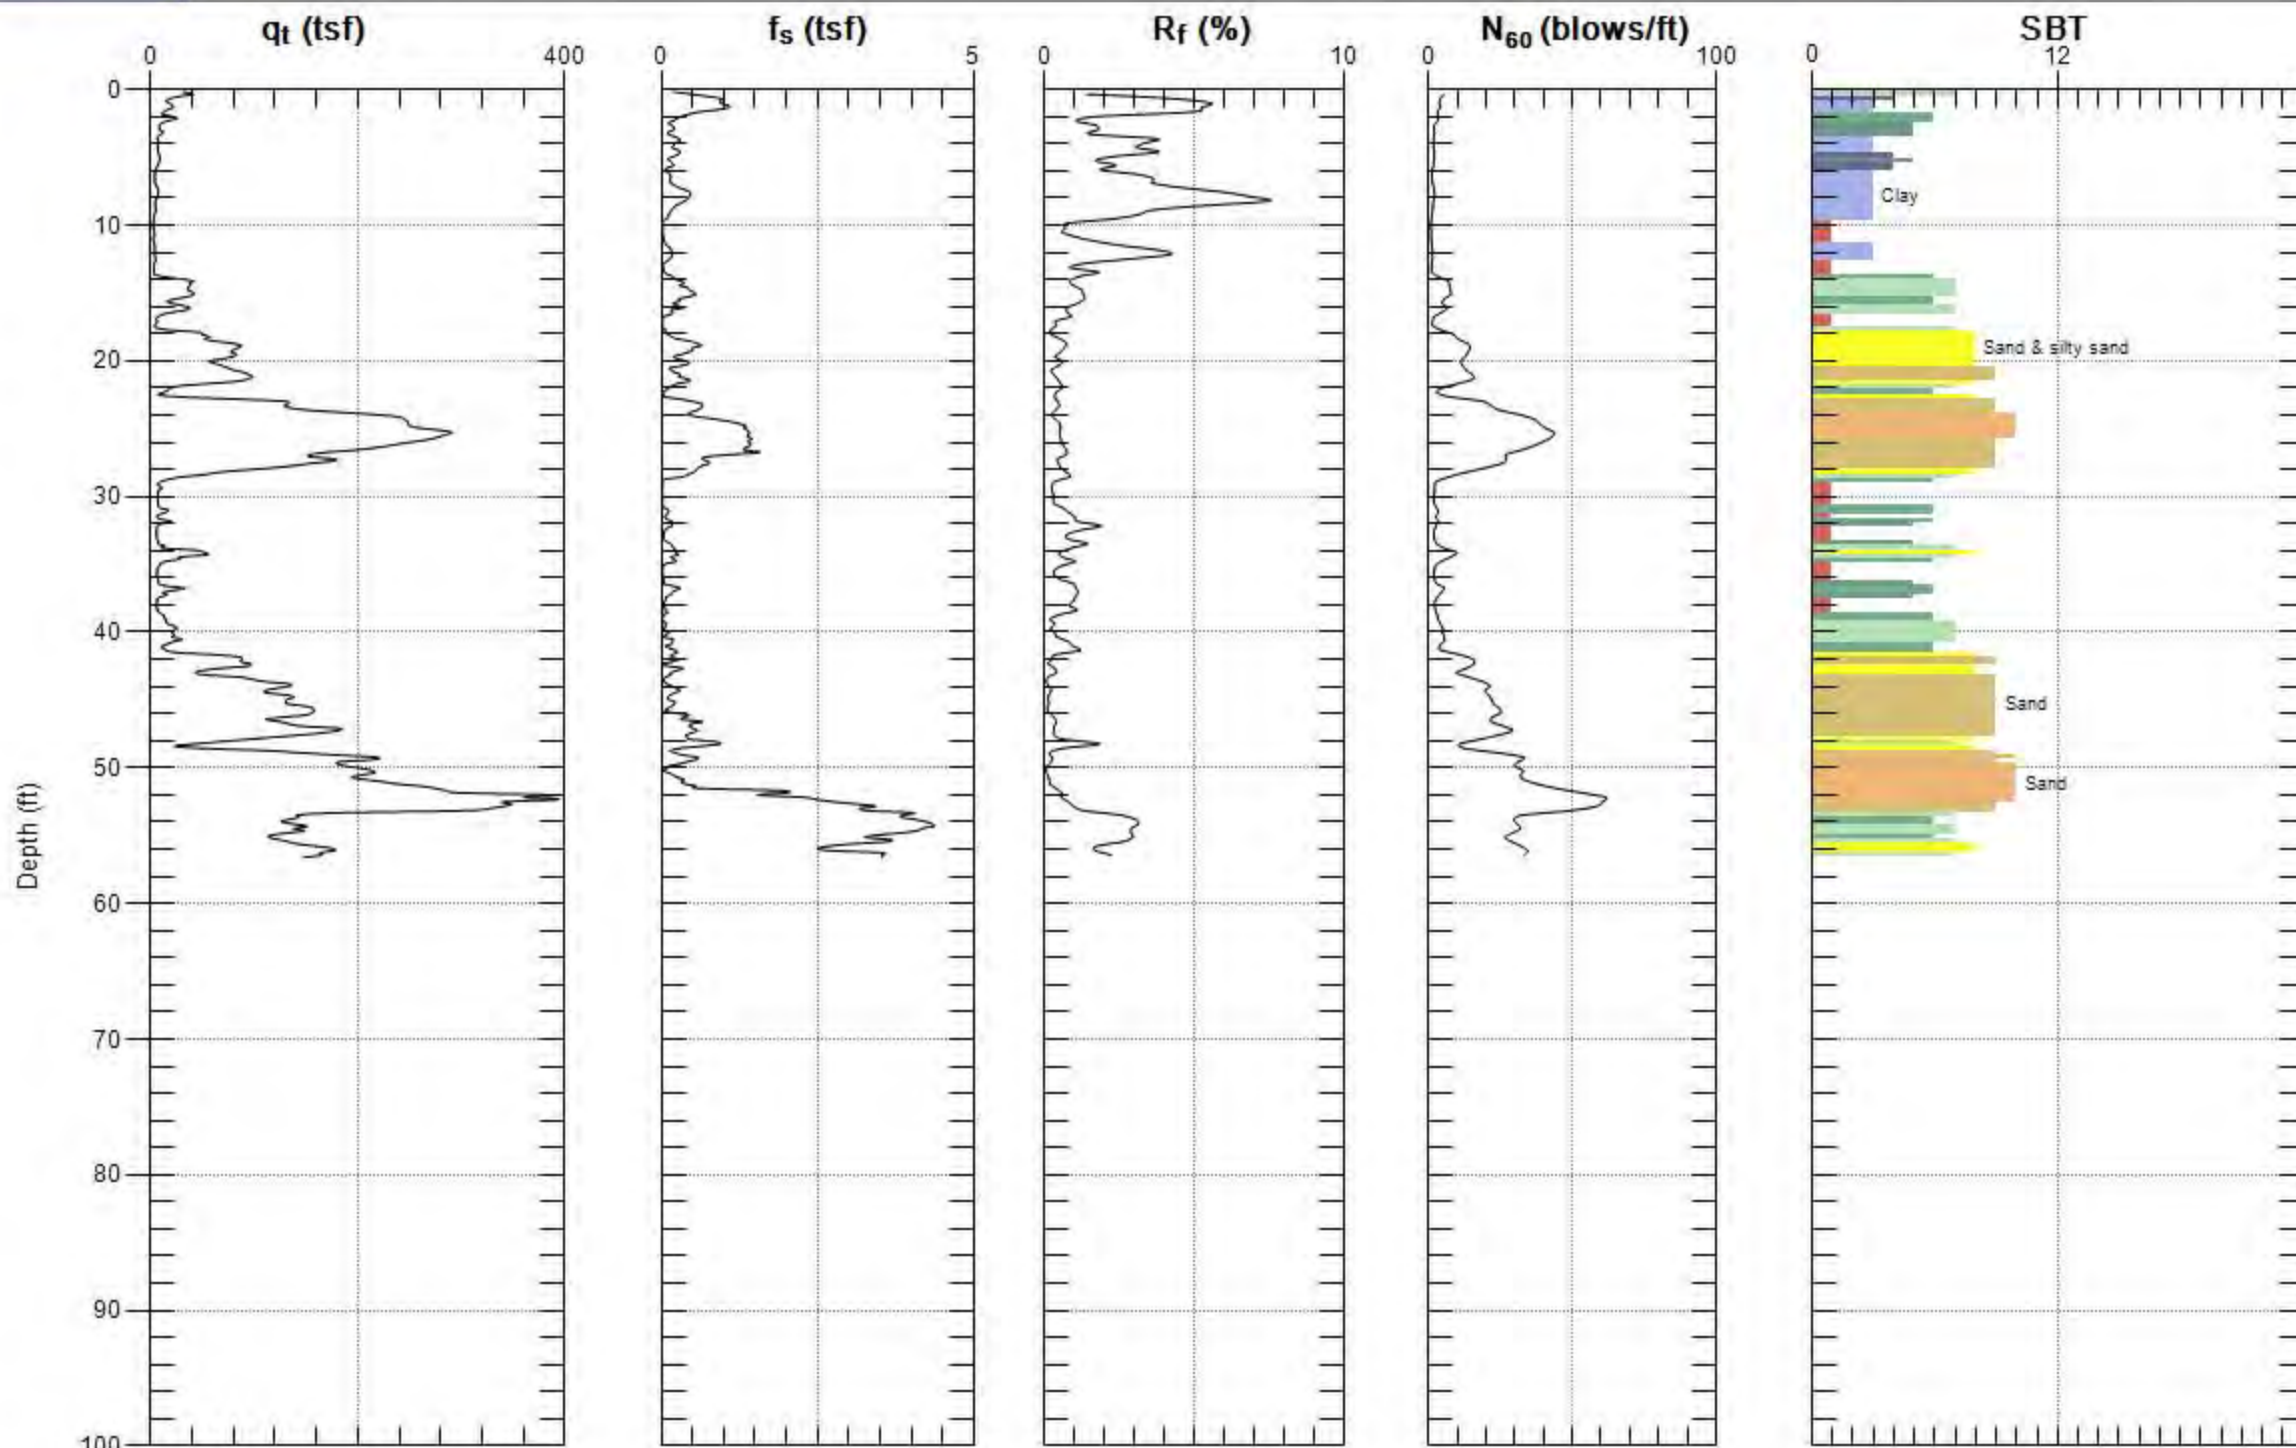 qt (tsf) fs (tsf) Rf (%) N60 (blows/ft) SBT
0 400 0 5 0 10 0 100 0 12
0
Clay
10
Sand & silty sand
20
30
40
Sand
50
Sand
Depth (ft)
60
70
80
90
100